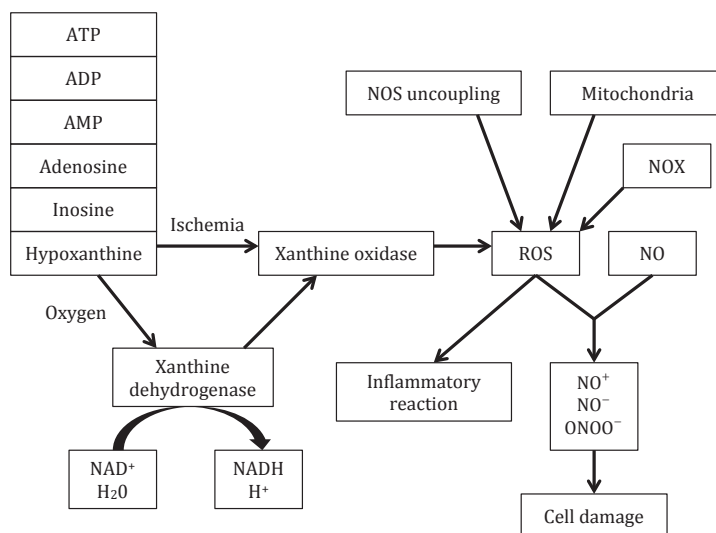 ATP
ADP
AMP
Adenosine
Inosine
Hypoxanthine
NOS uncoupling
Mitochondria
NOX
Ischemia
Xanthine oxidase
ROS
NO
Oxygen
Xanthine
dehydrogenase
Inflammatory
reaction
NO⁺
NO⁻
ONOO⁻
NAD⁺
H₂0
NADH
H⁺
Cell damage